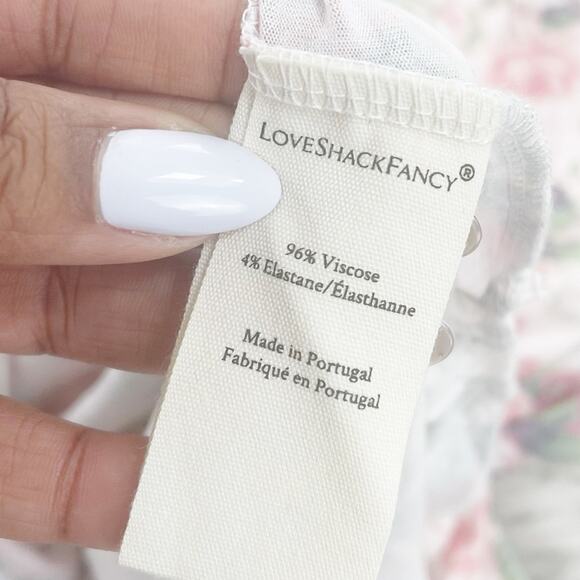 LOVESHACKFANCY®
96% Viscose
4% Elastane/Élasthanne
Made in Portugal
Fabriqué en Portugal